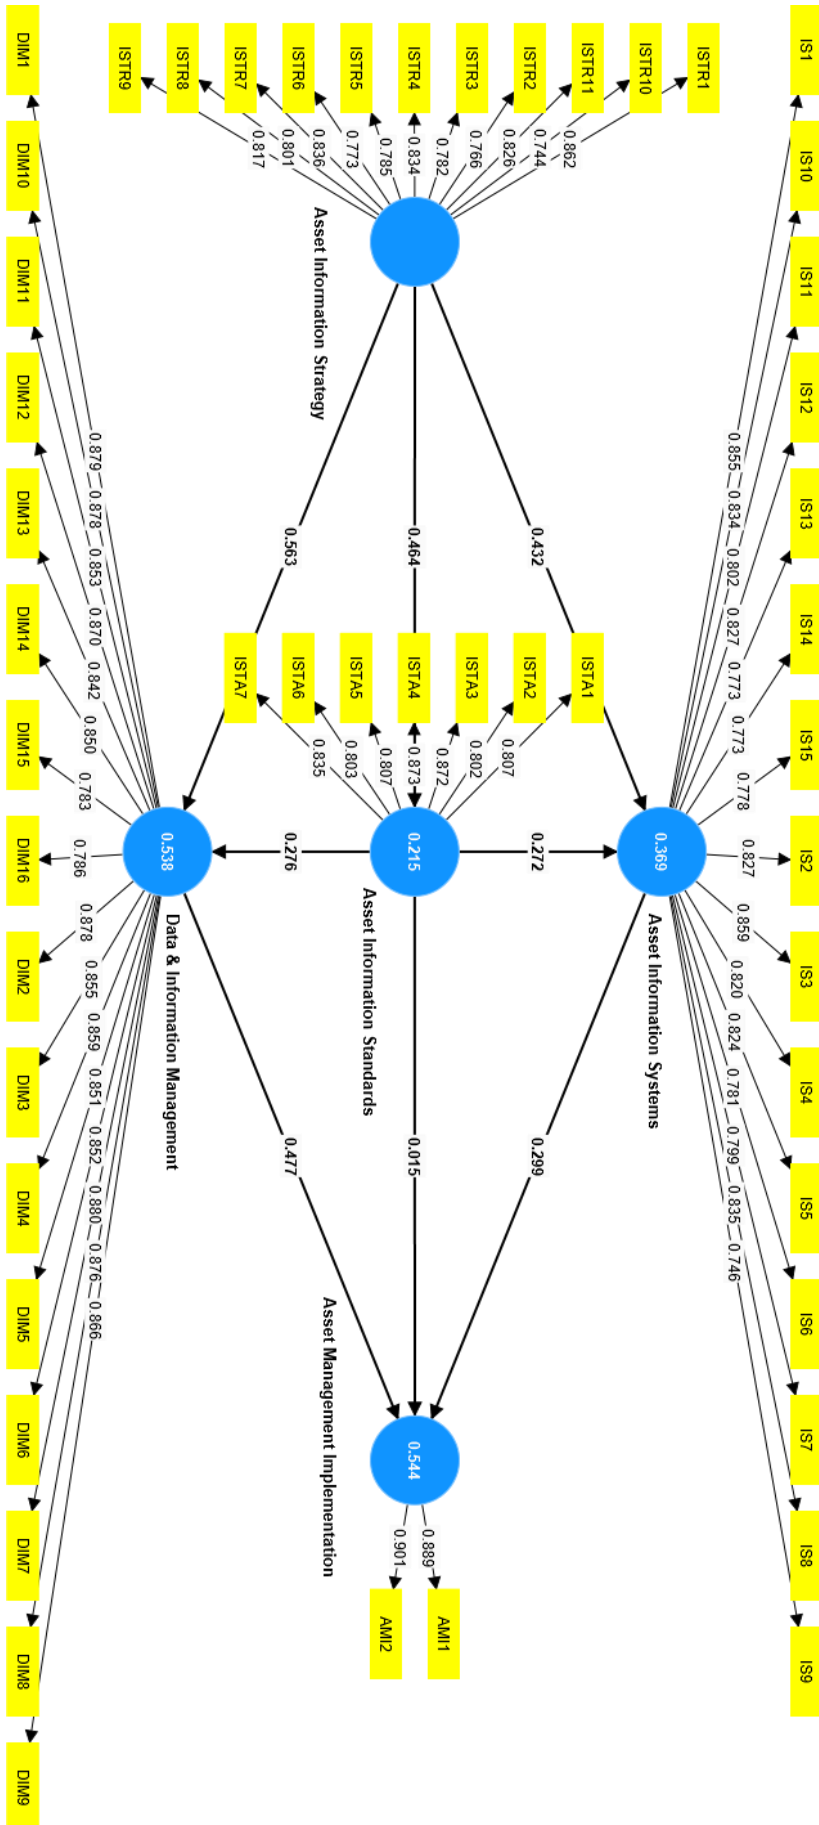 IS1
IS10
IS11
IS12
IS13
IS14
IS15
IS2
IS3
IS4
IS5
IS6
IS7
IS8
IS9
0.855
0.834
0.802
0.827
0.773
0.773
0.778
0.827
0.859
0.820
0.824
0.781
0.799
0.835
0.746
0.369
Asset Information Systems
ISTR1
ISTR10
ISTR11
ISTR2
ISTR3
ISTR4
ISTR5
ISTR6
ISTR7
ISTR8
ISTR9
0.862
0.744
0.826
0.766
0.782
0.834
0.785
0.773
0.836
0.801
0.817
Asset Information Strategy
0.432
0.464
0.563
ISTA1
ISTA2
ISTA3
ISTA4
ISTA5
ISTA6
ISTA7
0.807
0.802
0.872
0.873
0.807
0.803
0.835
0.272
0.215
0.276
Asset Information Standards
0.299
0.015
0.477
0.544
Asset Management Implementation
0.889
0.901
AMI1
AMI2
0.538
Data & Information Management
0.879
0.878
0.853
0.870
0.842
0.850
0.783
0.786
0.878
0.855
0.859
0.851
0.852
0.880
0.876
0.866
DIM1
DIM10
DIM11
DIM12
DIM13
DIM14
DIM15
DIM16
DIM2
DIM3
DIM4
DIM5
DIM6
DIM7
DIM8
DIM9